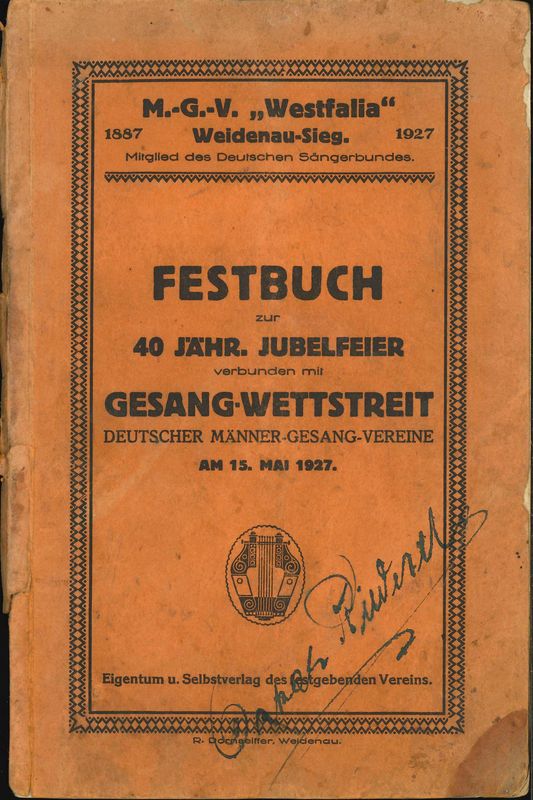 M.-G.-V. „Westfalia“
1887 Weidenau-Sieg. 1927
Mitglied des Deutschen Sängerbundes.
FESTBUCH
zur
40 JÄHR. JUBELFEIER
verbunden mit
GESANG-WETTSTREIT
DEUTSCHER MÄNNER-GESANG-VEREINE
AM 15. MAI 1927.
Eigentum u. Selbstverlag des festgebenden Vereins.
R. Dornseiffer, Weidenau.